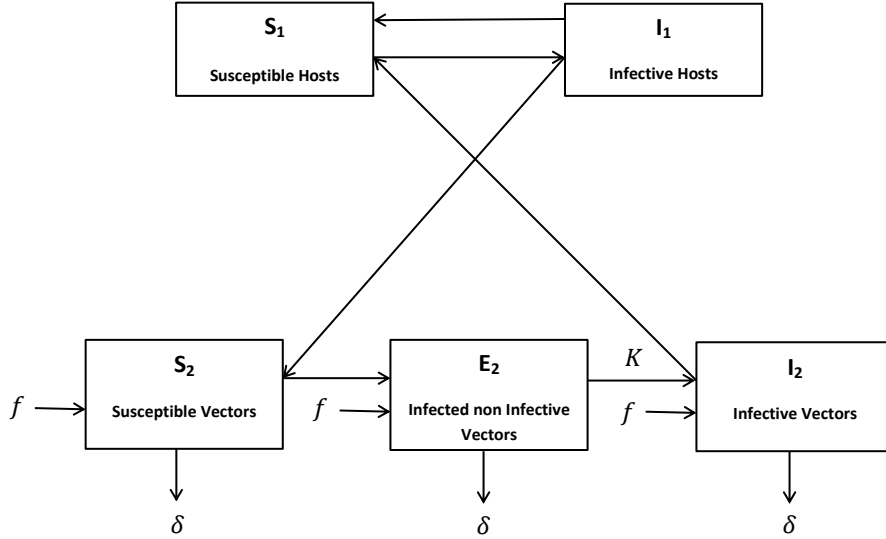 S₁
Susceptible Hosts
I₁
Infective Hosts
S₂
Susceptible Vectors
E₂
Infected non Infective
Vectors
I₂
Infective Vectors
K
f
f
f
δ
δ
δ